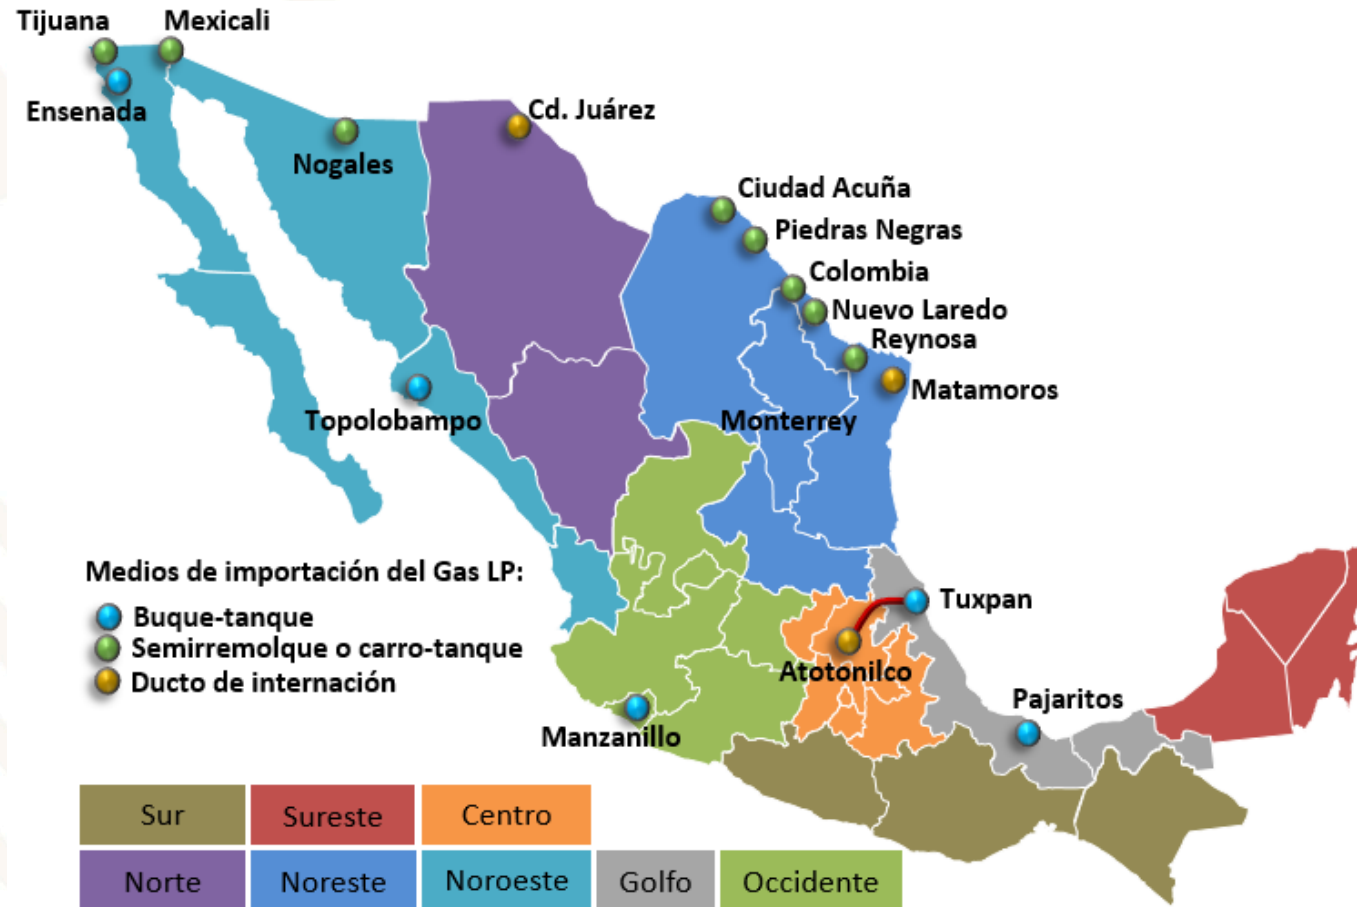 Tijuana
Mexicali
Ensenada
Nogales
Cd. Juárez
Ciudad Acuña
Piedras Negras
Colombia
Nuevo Laredo
Reynosa
Matamoros
Topolobampo
Monterrey
Medios de importación del Gas LP:
Buque-tanque
Semirremolque o carro-tanque
Ducto de internación
Tuxpan
Atotonilco
Pajaritos
Manzanillo
Sur
Sureste
Centro
Norte
Noreste
Noroeste
Golfo
Occidente